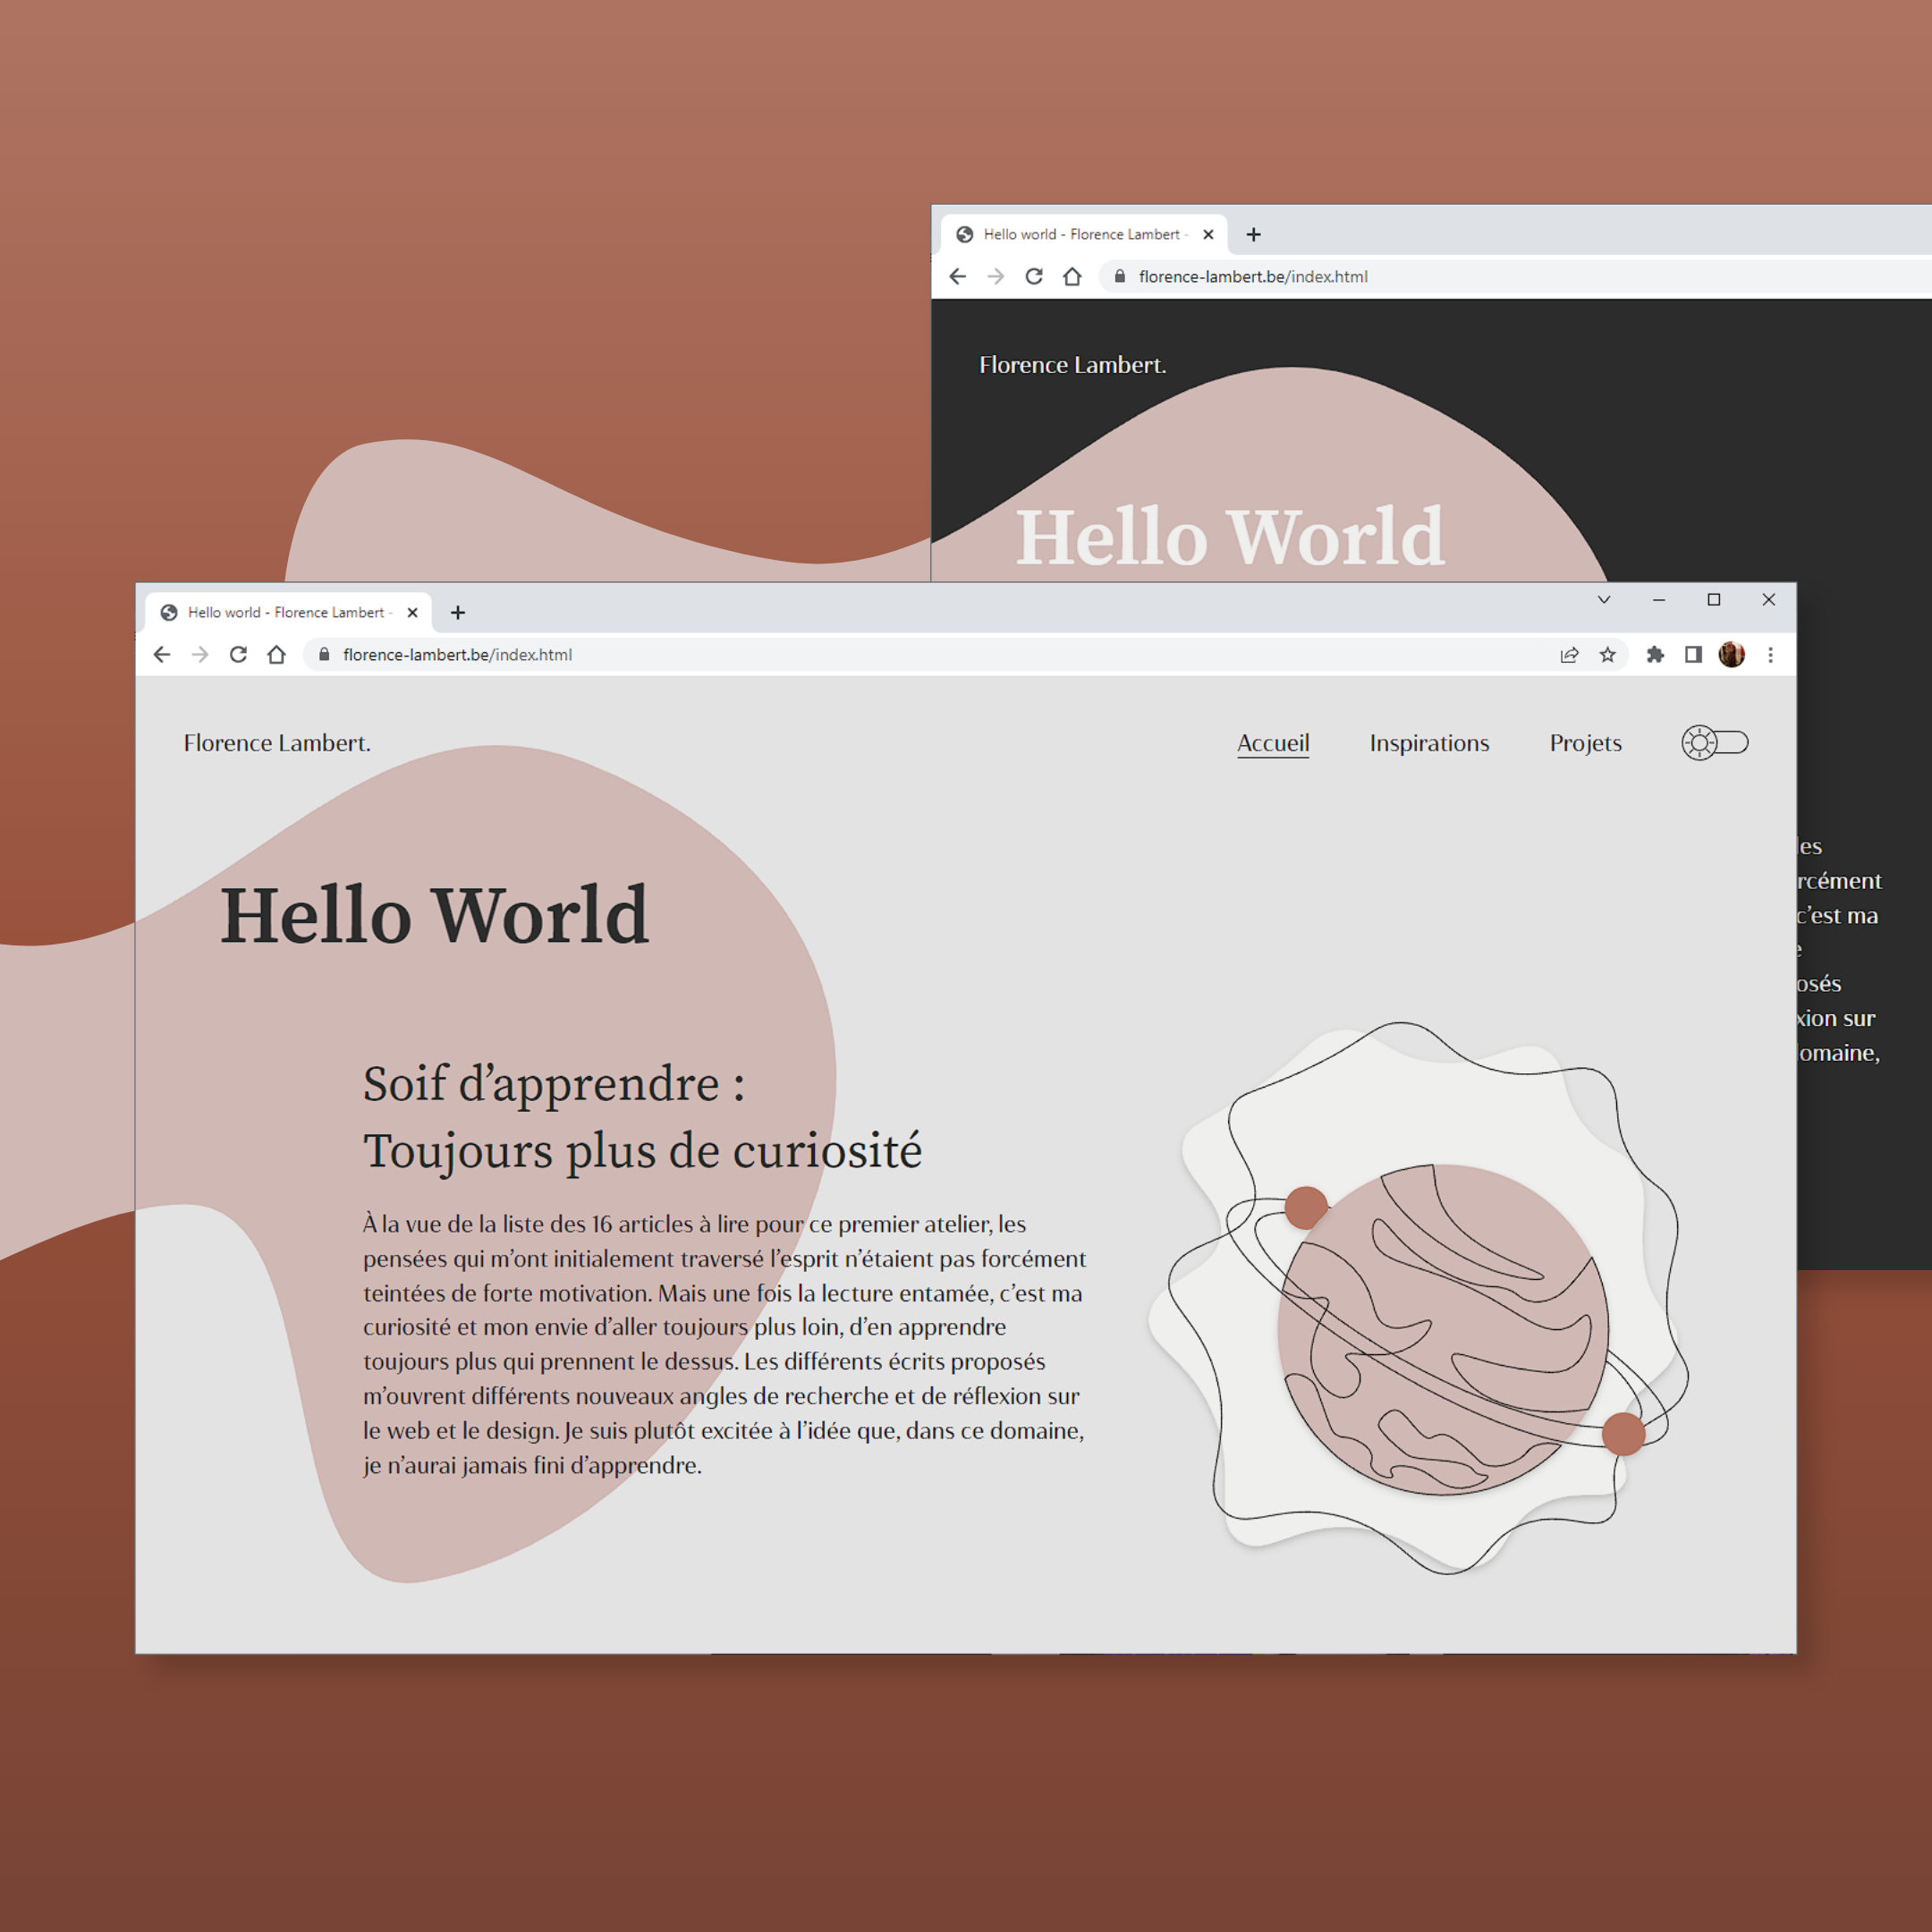 Hello world - Florence Lambert -
florence-lambert.be/index.html
Florence Lambert.
Hello World
Hello world - Florence Lambert -
florence-lambert.be/index.html
Florence Lambert.
Accueil
Inspirations
Projets
Hello World
Soif d’apprendre :
Toujours plus de curiosité
À la vue de la liste des 16 articles à lire pour ce premier atelier, les
pensées qui m’ont initialement traversé l’esprit n’étaient pas forcément
teintées de forte motivation. Mais une fois la lecture entamée, c’est ma
curiosité et mon envie d’aller toujours plus loin, d’en apprendre
toujours plus qui prennent le dessus. Les différents écrits proposés
m’ouvrent différents nouveaux angles de recherche et de réflexion sur
le web et le design. Je suis plutôt excitée à l’idée que, dans ce domaine,
je n’aurai jamais fini d’apprendre.
les
rcément
c’est ma
e
osés
xion sur
omaine,